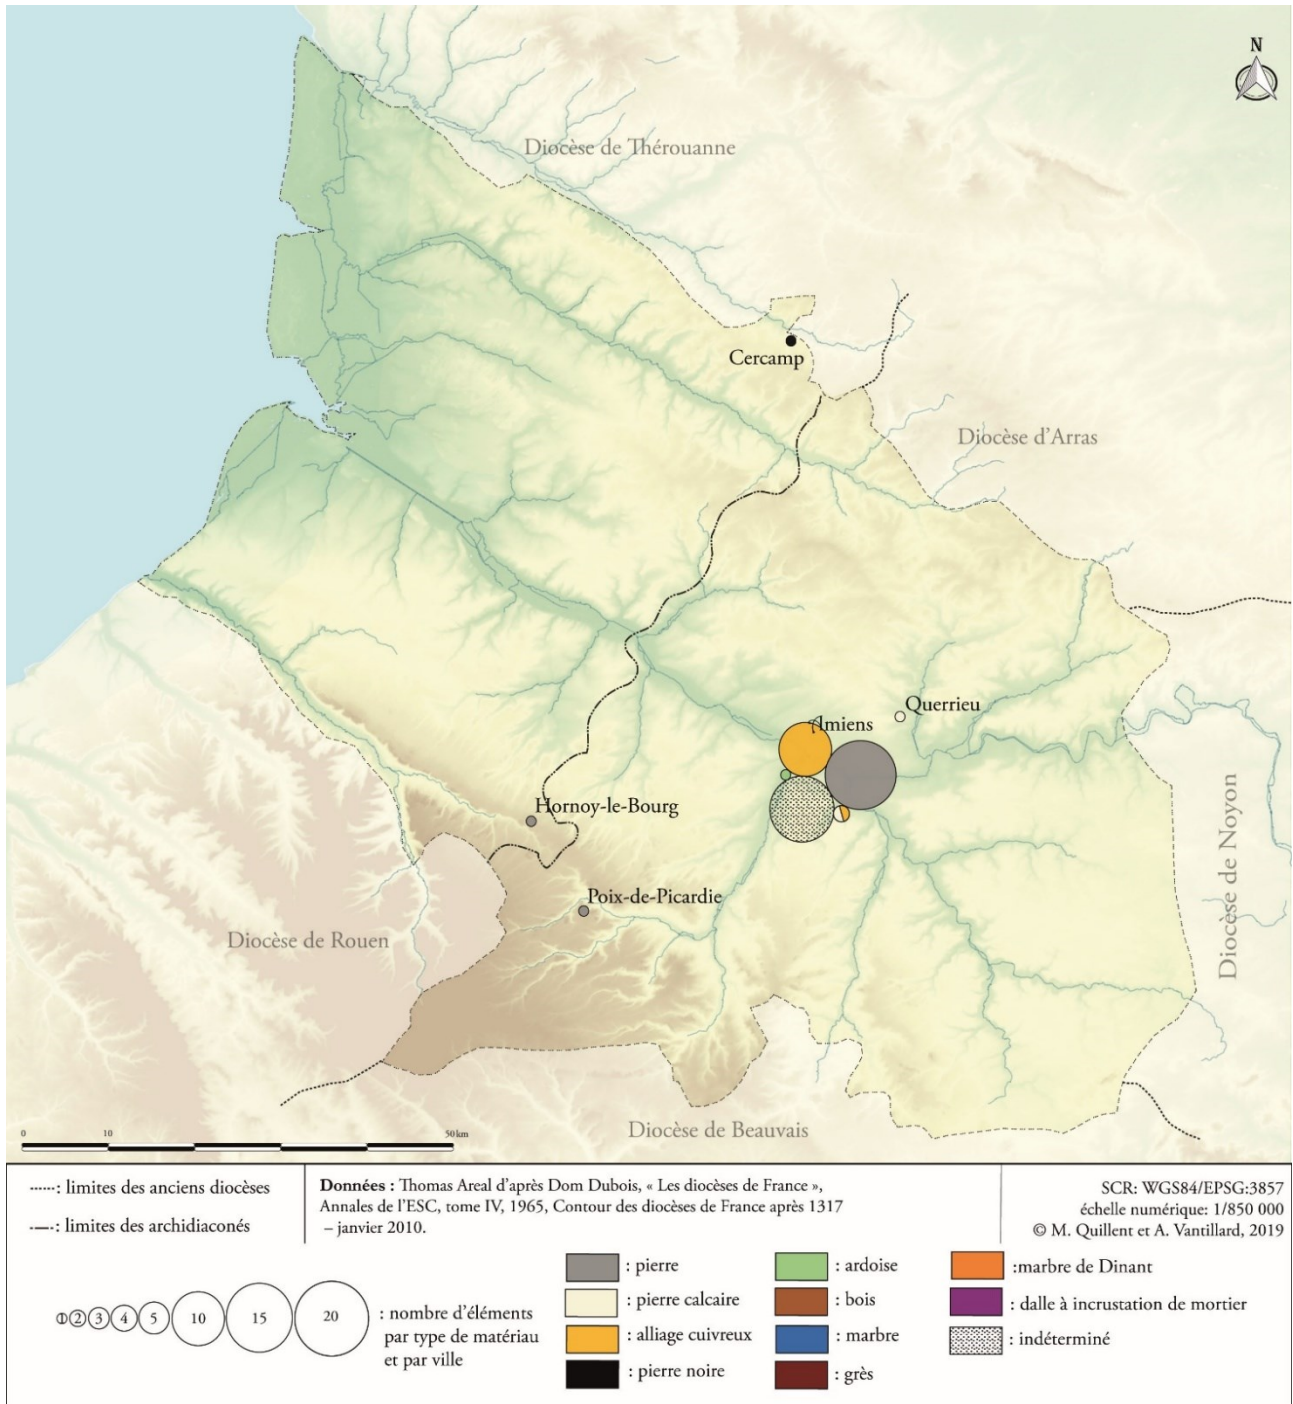 N
Diocèse de Thérouanne
Cercamp
Diocèse d’Arras
Querrieu
Amiens
Hornoy-le-Bourg
Poix-de-Picardie
Diocèse de Noyon
Diocèse de Rouen
Diocèse de Beauvais
0 10 50 km
: limites des anciens diocèses
: limites des archidiaconés
Données : Thomas Areal d’après Dom Dubois, « Les diocèses de France »,
Annales de l’ESC, tome IV, 1965, Contour des diocèses de France après 1317
– janvier 2010.
SCR: WGS84/EPSG:3857
échelle numérique: 1/850 000
© M. Quillent et A. Vantillard, 2019
1 2 3 4 5 10 15 20
: nombre d’éléments
par type de matériau
et par ville
: pierre
: pierre calcaire
: alliage cuivreux
: pierre noire
: ardoise
: bois
: marbre
: grès
:marbre de Dinant
: dalle à incrustation de mortier
: indéterminé